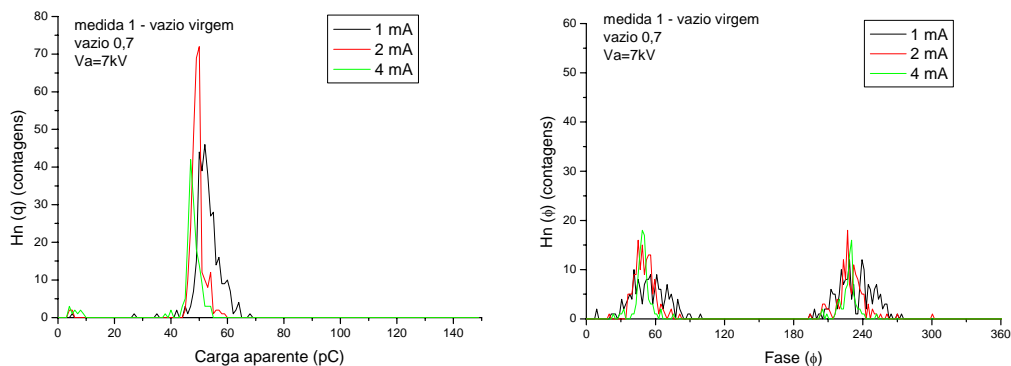 medida 1 - vazio virgem
vazio 0,7
Va=7kV
1 mA
2 mA
4 mA
Hn (q) (contagens)
80
70
60
50
40
30
20
10
0
0 20 40 60 80 100 120 140
Carga aparente (pC)
medida 1 - vazio virgem
vazio 0,7
Va=7kV
1 mA
2 mA
4 mA
Hn (ϕ) (contagens)
60
50
40
30
20
10
0
0 60 120 180 240 300 360
Fase (ϕ)